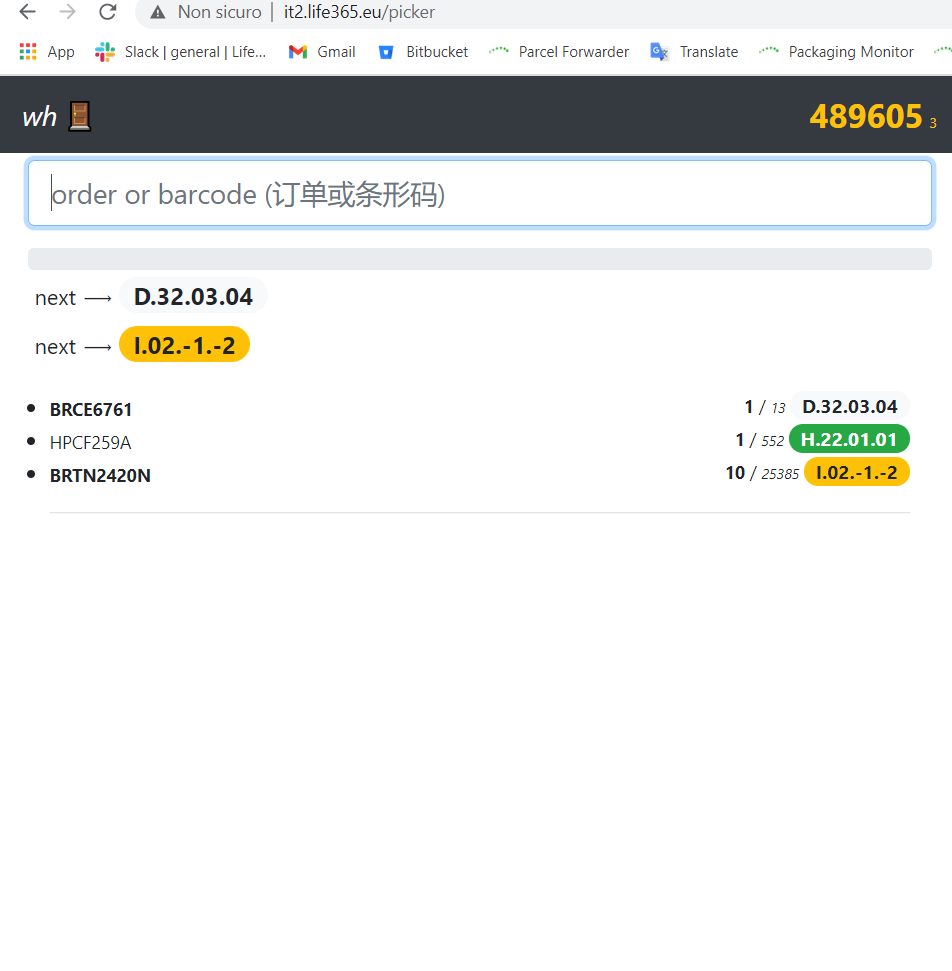 Non sicuro | it2.life365.eu/picker
App Slack | general | Life... Gmail Bitbucket Parcel Forwarder Translate Packaging Monitor
wh 489605 3
order or barcode (订单或条形码)
next ⟶ D.32.03.04
next ⟶ I.02.-1.-2
BRCE6761 1 / 13 D.32.03.04
HPCF259A 1 / 552 H.22.01.01
BRTN2420N 10 / 25385 I.02.-1.-2